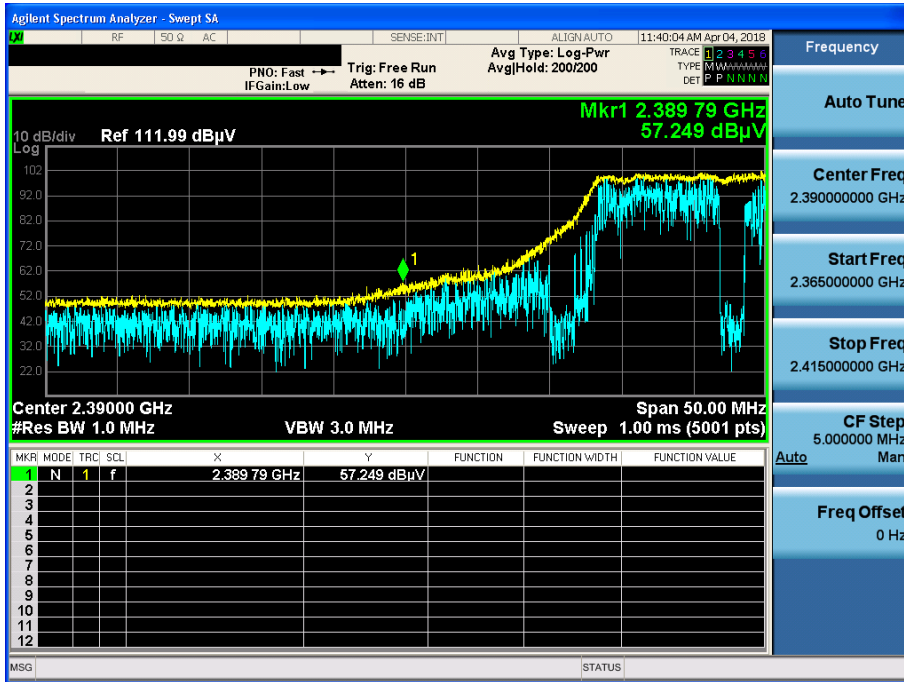 Agilent Spectrum Analyzer - Swept SA
LXI RF 50 Ω AC SENSE:INT ALIGN AUTO 11:40:04 AM Apr 04, 2018
PNO: Fast
IFGain:Low
Trig: Free Run
Atten: 16 dB
Avg Type: Log-Pwr
Avg|Hold: 200/200
TRACE 1 2 3 4 5 6
TYPE M W
DET P P N N N N
Mkr1 2.389 79 GHz
57.249 dBµV
10 dB/div Ref 111.99 dBµV
Log
102
92.0
82.0
72.0
62.0
52.0
42.0
32.0
22.0
1
Center 2.39000 GHz Span 50.00 MHz
#Res BW 1.0 MHz VBW 3.0 MHz Sweep 1.00 ms (5001 pts)
MKR MODE TRC SCL X Y FUNCTION FUNCTION WIDTH FUNCTION VALUE
1 N 1 f 2.389 79 GHz 57.249 dBµV
2
3
4
5
6
7
8
9
10
11
12
MSG STATUS
Frequency
Auto Tune
Center Freq
2.390000000 GHz
Start Freq
2.365000000 GHz
Stop Freq
2.415000000 GHz
CF Step
5.000000 MHz
Auto Man
Freq Offset
0 Hz